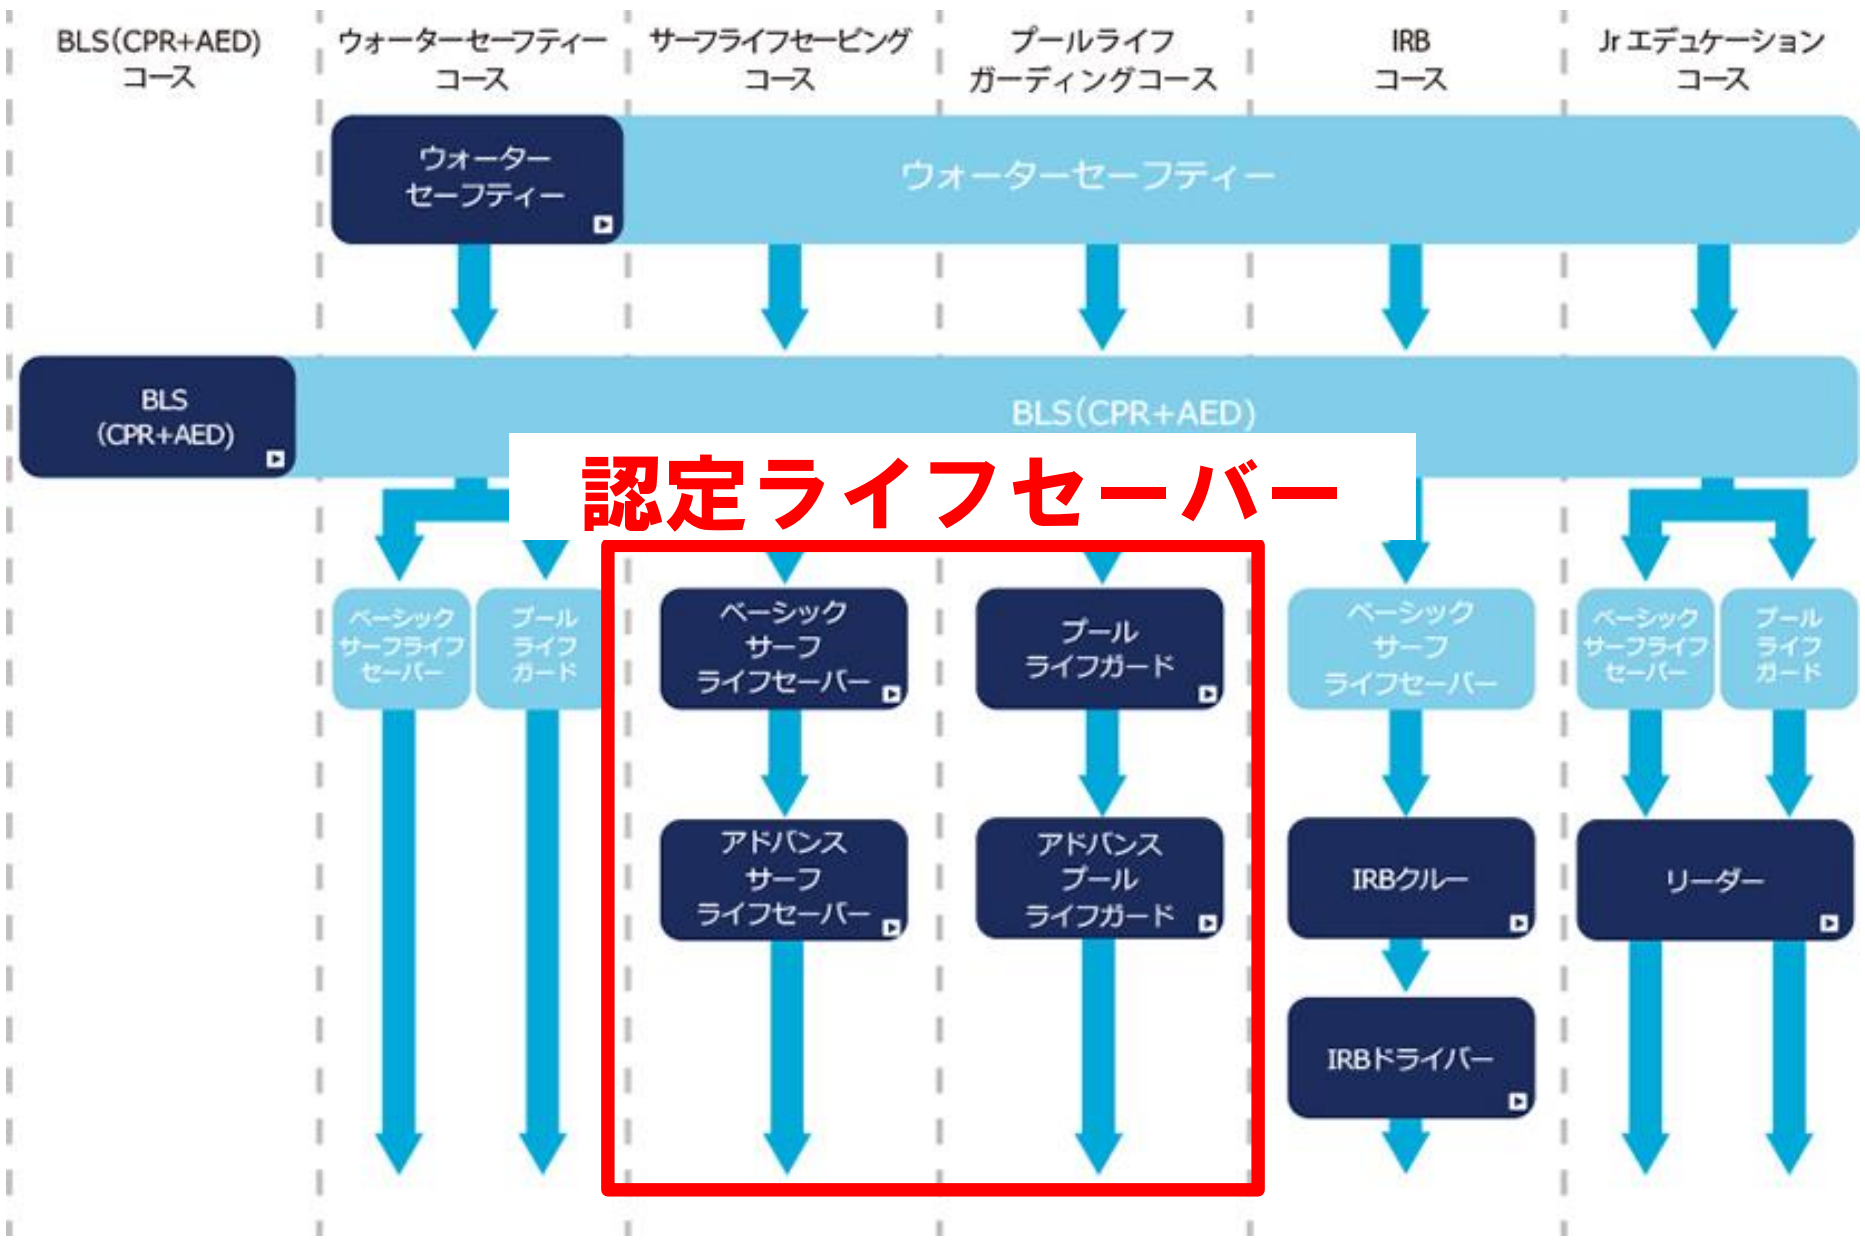 BLS(CPR+AED)
コース
ウォーターセーフティー
コース
サーフライフセービング
コース
プールライフ
ガーディングコース
IRB
コース
Jr エデュケーション
コース
ウォーター
セーフティー
ウォーターセーフティー
BLS
(CPR+AED)
BLS(CPR+AED)
認定ライフセーバー
ベーシック
サーフライフ
セーバー
プール
ライフ
ガード
ベーシック
サーフ
ライフセーバー
プール
ライフガード
ベーシック
サーフ
ライフセーバー
ベーシック
サーフライフ
セーバー
プール
ライフ
ガード
アドバンス
サーフ
ライフセーバー
アドバンス
プール
ライフガード
IRBクルー
リーダー
IRBドライバー